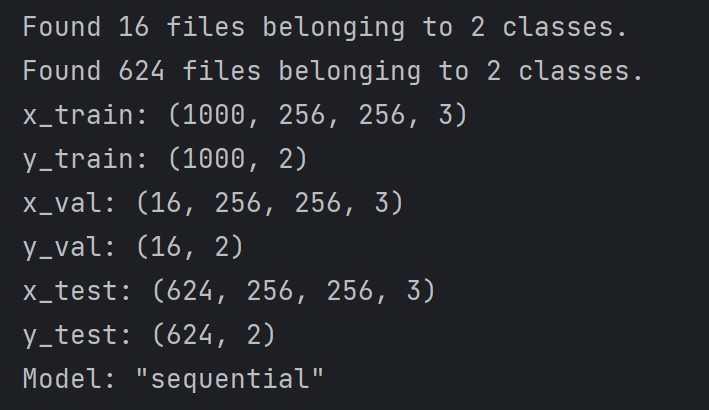 Found 16 files belonging to 2 classes.
Found 624 files belonging to 2 classes.
x_train: (1000, 256, 256, 3)
y_train: (1000, 2)
x_val: (16, 256, 256, 3)
y_val: (16, 2)
x_test: (624, 256, 256, 3)
y_test: (624, 2)
Model: "sequential"